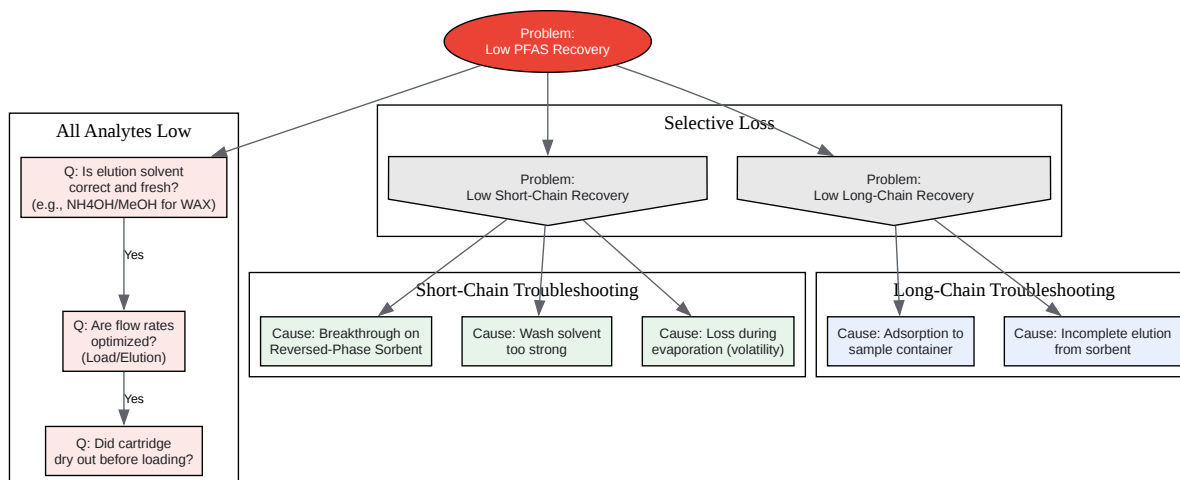 Problem:
Low PFAS Recovery
All Analytes Low
Selective Loss
Q: Is elution solvent
correct and fresh?
(e.g., NH4OH/MeOH for WAX)
Problem:
Low Short-Chain Recovery
Problem:
Low Long-Chain Recovery
Yes
Short-Chain Troubleshooting
Long-Chain Troubleshooting
Q: Are flow rates
optimized?
(Load/Elution)
Cause: Breakthrough on
Reversed-Phase Sorbent
Cause: Wash solvent
too strong
Cause: Loss during
evaporation (volatility)
Cause: Adsorption to
sample container
Cause: Incomplete elution
from sorbent
Yes
Q: Did cartridge
dry out before loading?